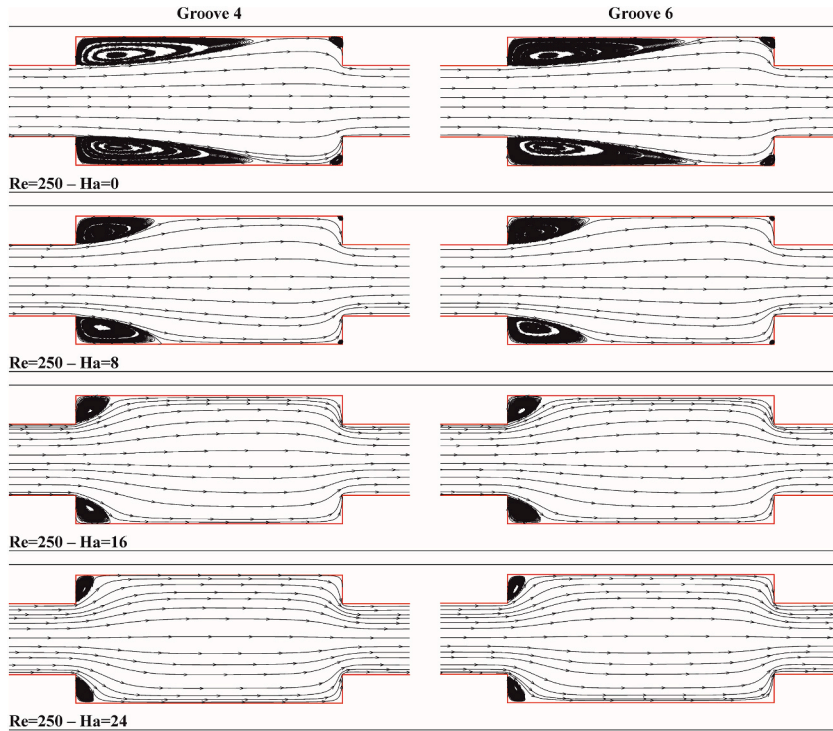 Groove 4 Groove 6
Re=250 – Ha=0
Re=250 – Ha=8
Re=250 – Ha=16
Re=250 – Ha=24